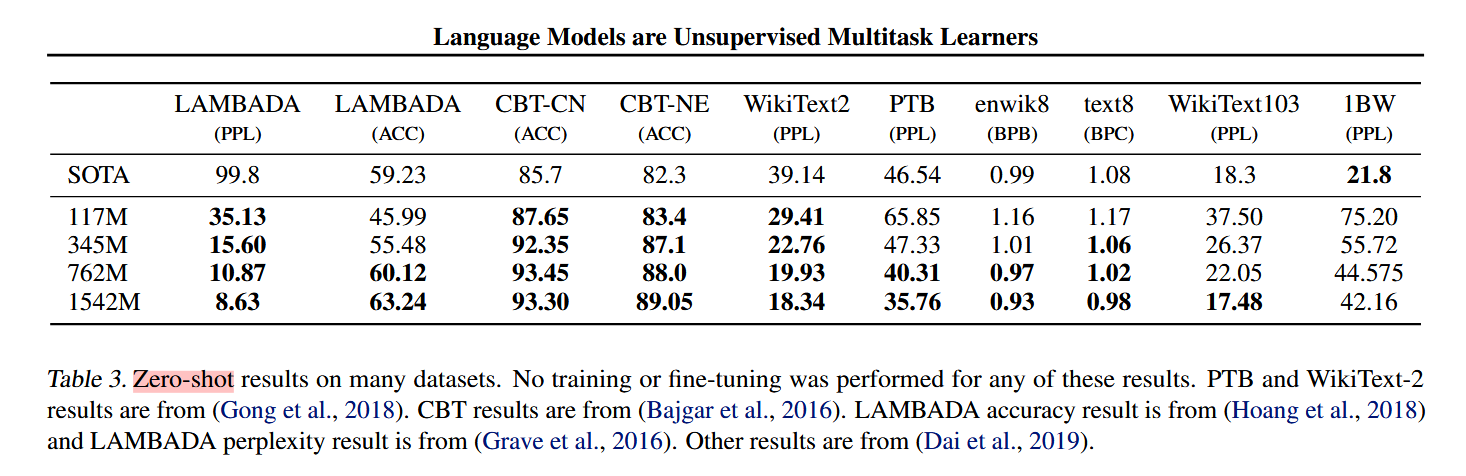 Language Models are Unsupervised Multitask Learners
LAMBADA LAMBADA CBT-CN CBT-NE WikiText2 PTB enwik8 text8 WikiText103 1BW
(PPL) (ACC) (ACC) (ACC) (PPL) (PPL) (BPB) (BPC) (PPL) (PPL)
SOTA 99.8 59.23 85.7 82.3 39.14 46.54 0.99 1.08 18.3 21.8
117M 35.13 45.99 87.65 83.4 29.41 65.85 1.16 1.17 37.50 75.20
345M 15.60 55.48 92.35 87.1 22.76 47.33 1.01 1.06 26.37 55.72
762M 10.87 60.12 93.45 88.0 19.93 40.31 0.97 1.02 22.05 44.575
1542M 8.63 63.24 93.30 89.05 18.34 35.76 0.93 0.98 17.48 42.16
Table 3. Zero-shot results on many datasets. No training or fine-tuning was performed for any of these results. PTB and WikiText-2
results are from (Gong et al., 2018). CBT results are from (Bajgar et al., 2016). LAMBADA accuracy result is from (Hoang et al., 2018)
and LAMBADA perplexity result is from (Grave et al., 2016). Other results are from (Dai et al., 2019).